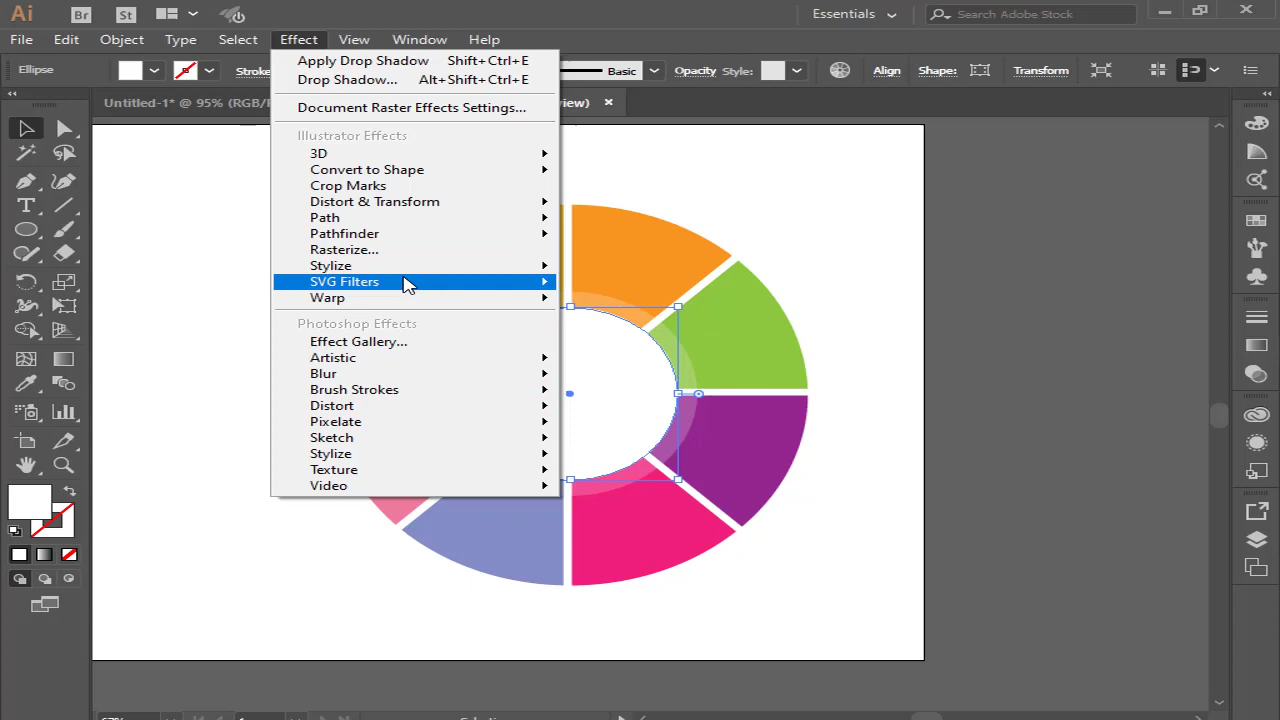 Ai Br St Essentials Search Adobe Stock
File Edit Object Type Select Effect View Window Help
Ellipse Stroke Basic Opacity Style: Align Shape: Transform
Untitled-1* @ 95% (RGB/ iew) ×
Apply Drop Shadow Shift+Ctrl+E
Drop Shadow... Alt+Shift+Ctrl+E
Document Raster Effects Settings...
Illustrator Effects
3D
Convert to Shape
Crop Marks
Distort & Transform
Path
Pathfinder
Rasterize...
Stylize
SVG Filters
Warp
Photoshop Effects
Effect Gallery...
Artistic
Blur
Brush Strokes
Distort
Pixelate
Sketch
Stylize
Texture
Video